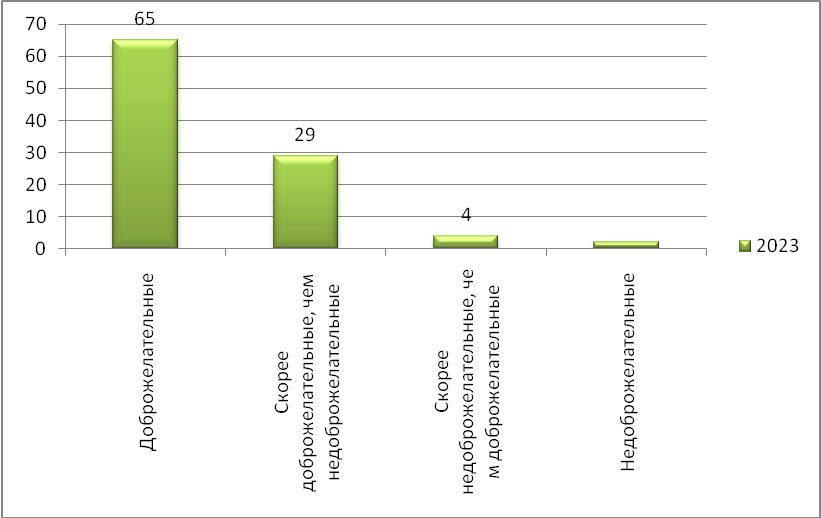 70
60
50
40
30
20
10
0
65
29
4
2023
Доброжелательные
Скорее
доброжелательные, чем
недоброжелательные
Скорее
недоброжелательные, че
м доброжелательные
Недоброжелательные